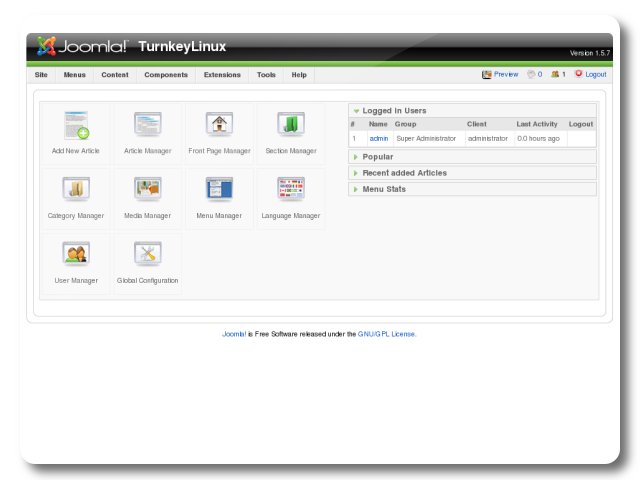 Joomla! TurnkeyLinux
Version 1.5.7
Site Menus Content Components Extensions Tools Help Preview 0 1 Logout
Logged in Users
# Name Group Client Last Activity Logout
1 admin Super Administrator administrator 0.0 hours ago
Add New Article Article Manager Front Page Manager Section Manager
Popular
Recent added Articles
Menu Stats
Category Manager Media Manager Menu Manager Language Manager
User Manager Global Configuration
Joomla! is Free Software released under the GNU/GPL License.